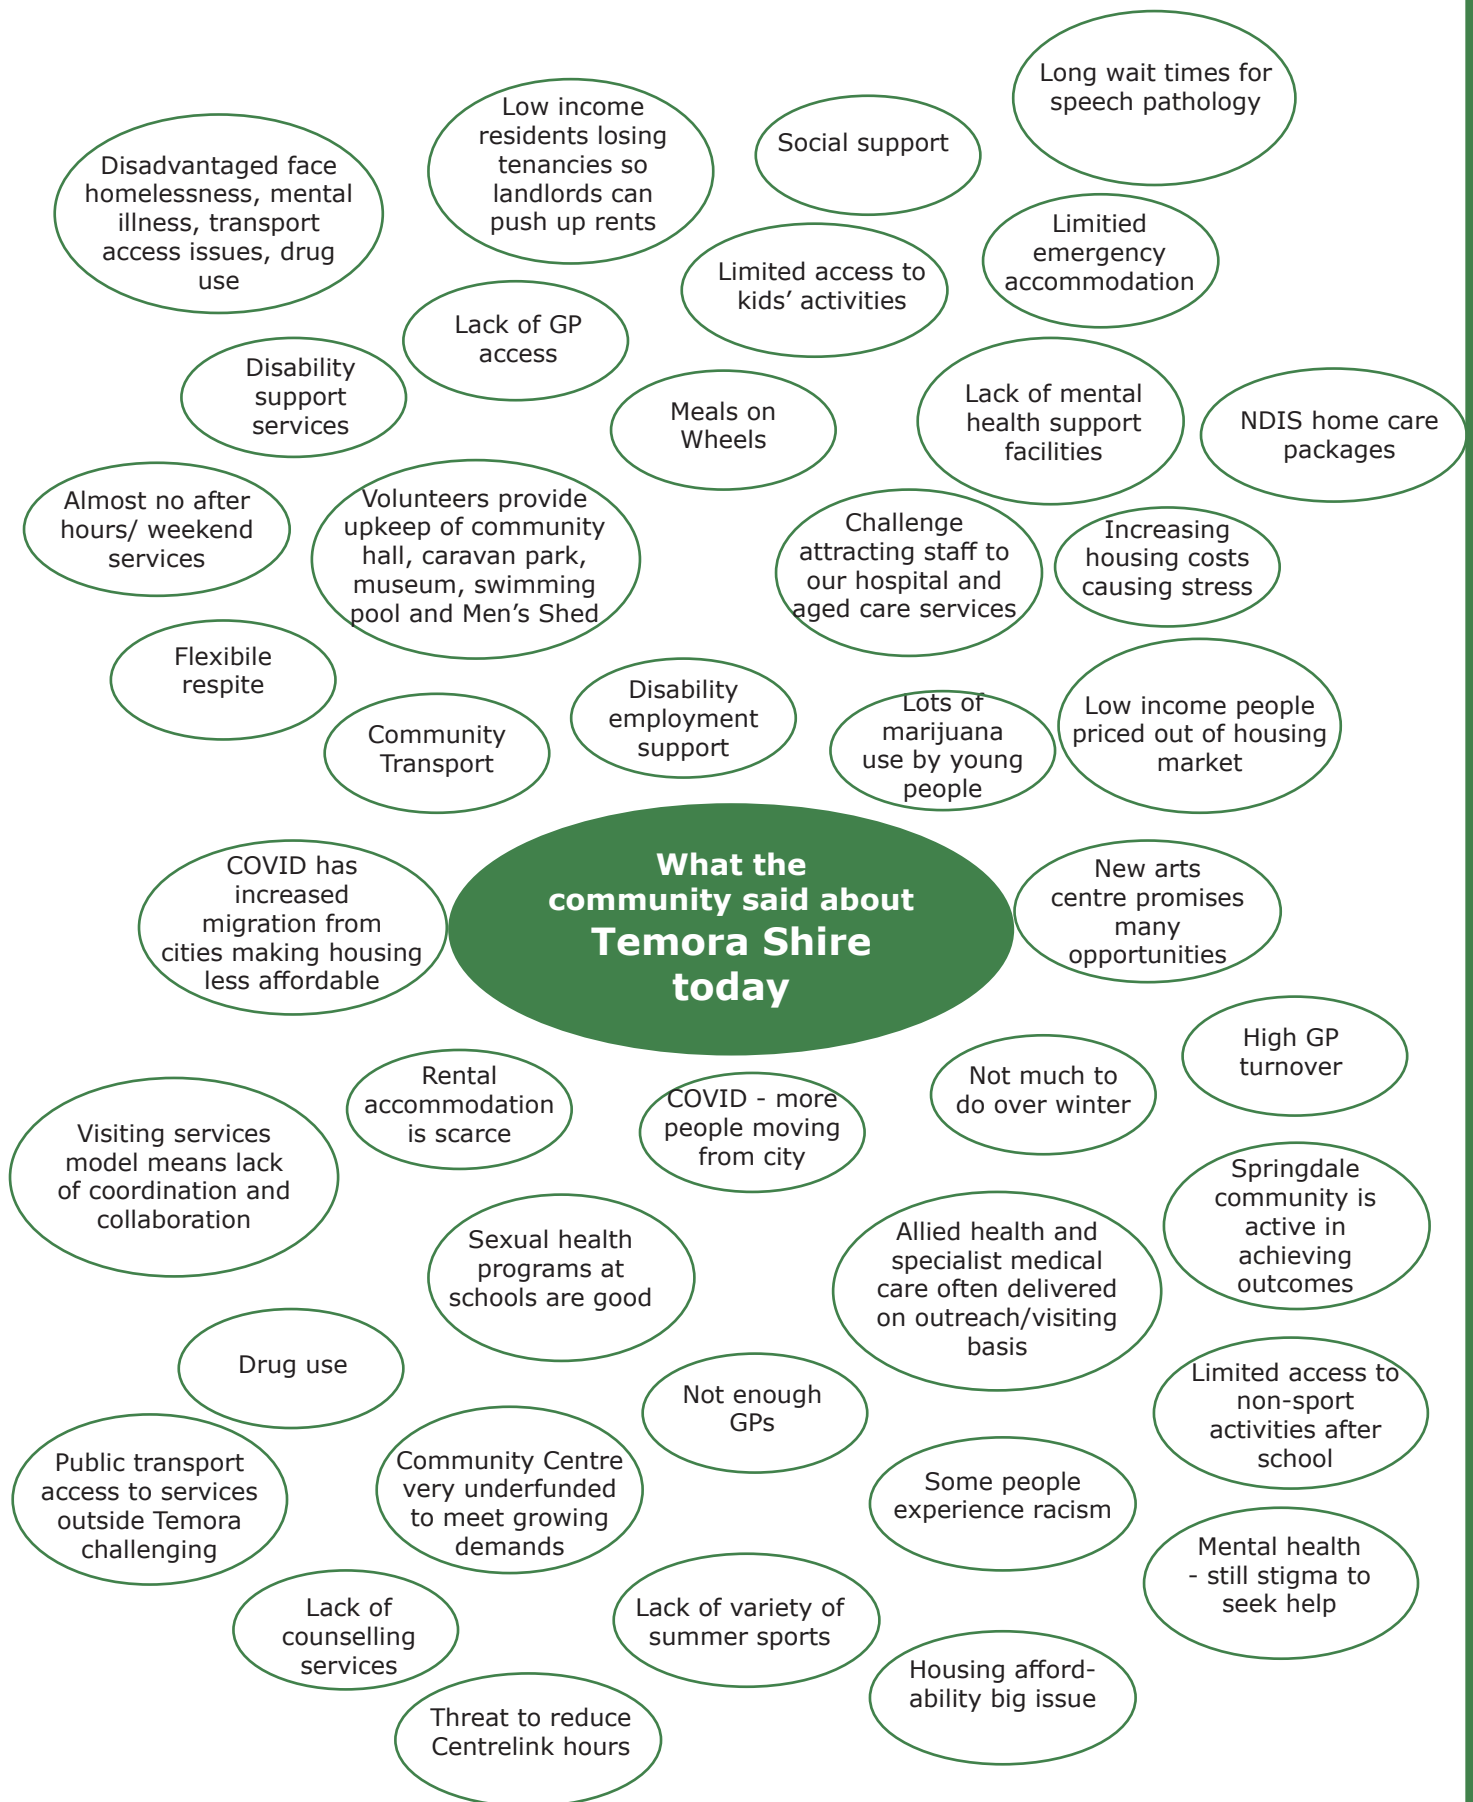 Long wait times for
speech pathology
Low income
residents losing
tenancies so
landlords can
push up rents
Social support
Disadvantaged face
homelessness, mental
illness, transport
access issues, drug
use
Limitied
emergency
accommodation
Limited access to
kids’ activities
Lack of GP
access
Disability
support
services
Meals on
Wheels
Lack of mental
health support
facilities
NDIS home care
packages
Almost no after
hours/ weekend
services
Volunteers provide
upkeep of community
hall, caravan park,
museum, swimming
pool and Men’s Shed
Challenge
attracting staff to
our hospital and
aged care services
Increasing
housing costs
causing stress
Flexibile
respite
Community
Transport
Disability
employment
support
Lots of
marijuana
use by young
people
Low income people
priced out of housing
market
COVID has
increased
migration from
cities making housing
less affordable
What the
community said about
Temora Shire
today
New arts
centre promises
many
opportunities
High GP
turnover
Rental
accommodation
is scarce
COVID - more
people moving
from city
Not much to
do over winter
Visiting services
model means lack
of coordination and
collaboration
Springdale
community is
active in
achieving
outcomes
Sexual health
programs at
schools are good
Allied health and
specialist medical
care often delivered
on outreach/visiting
basis
Drug use
Not enough
GPs
Limited access to
non-sport
activities after
school
Public transport
access to services
outside Temora
challenging
Community Centre
very underfunded
to meet growing
demands
Some people
experience racism
Mental health
- still stigma to
seek help
Lack of
counselling
services
Lack of variety of
summer sports
Housing afford-
ability big issue
Threat to reduce
Centrelink hours